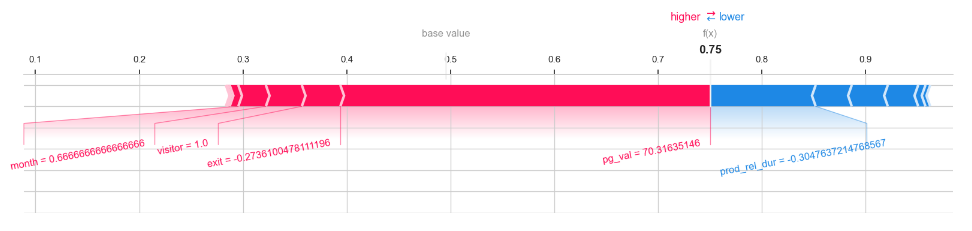 higher ⇄ lower
base value
f(x)
0.75
0.1 0.2 0.3 0.4 0.5 0.6 0.7 0.8 0.9
month = 0.6666666666666666
visitor = 1.0
exit = -0.2736100478111196
pg_val = 70.31635146
prod_rel_dur = -0.3047637214768567